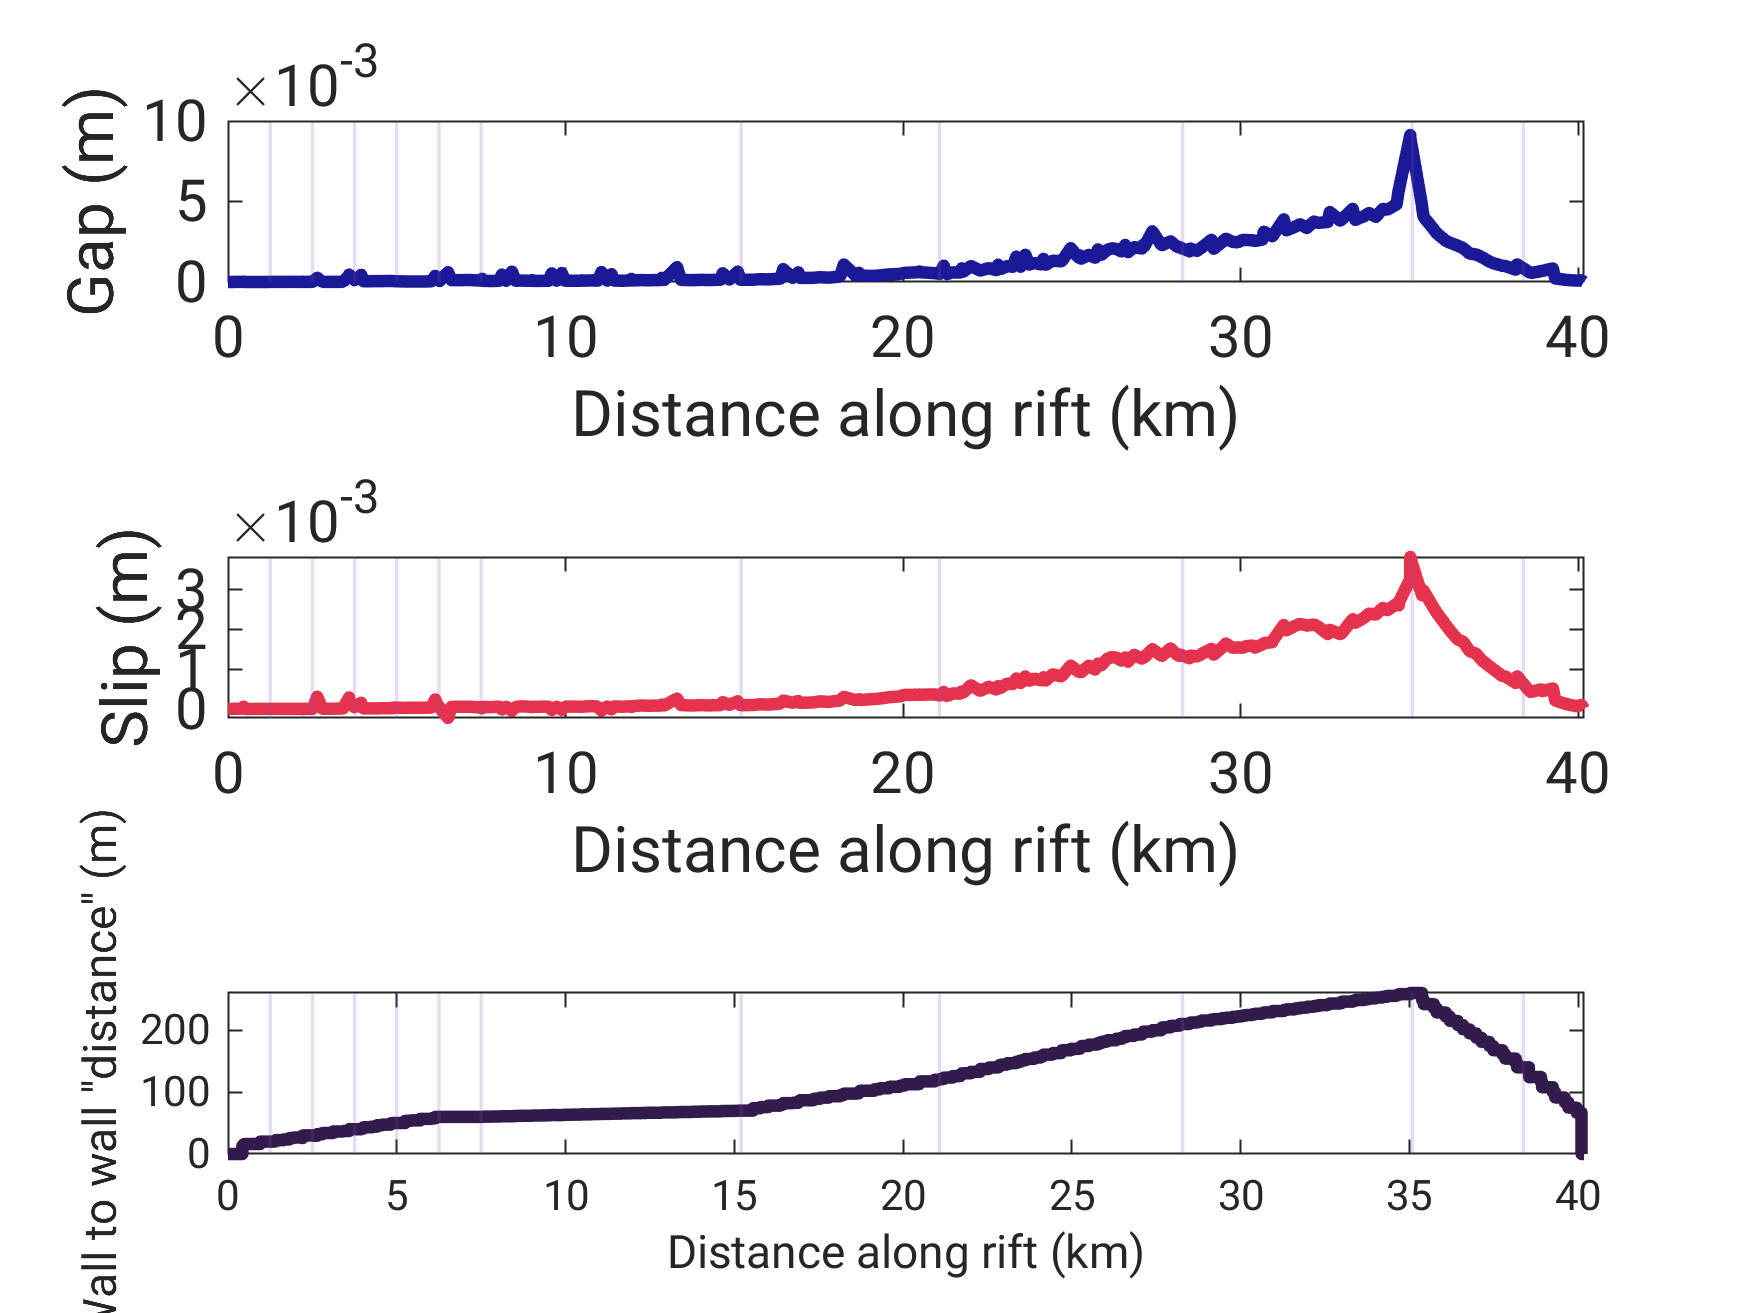 ×10-3
Gap (m)
10
5
0
0 10 20 30 40
Distance along rift (km)
×10-3
Slip (m)
3
2
1
0
0 10 20 30 40
Distance along rift (km)
to wall "distance" (m)
200
100
0
0 5 10 15 20 25 30 35 40
Distance along rift (km)